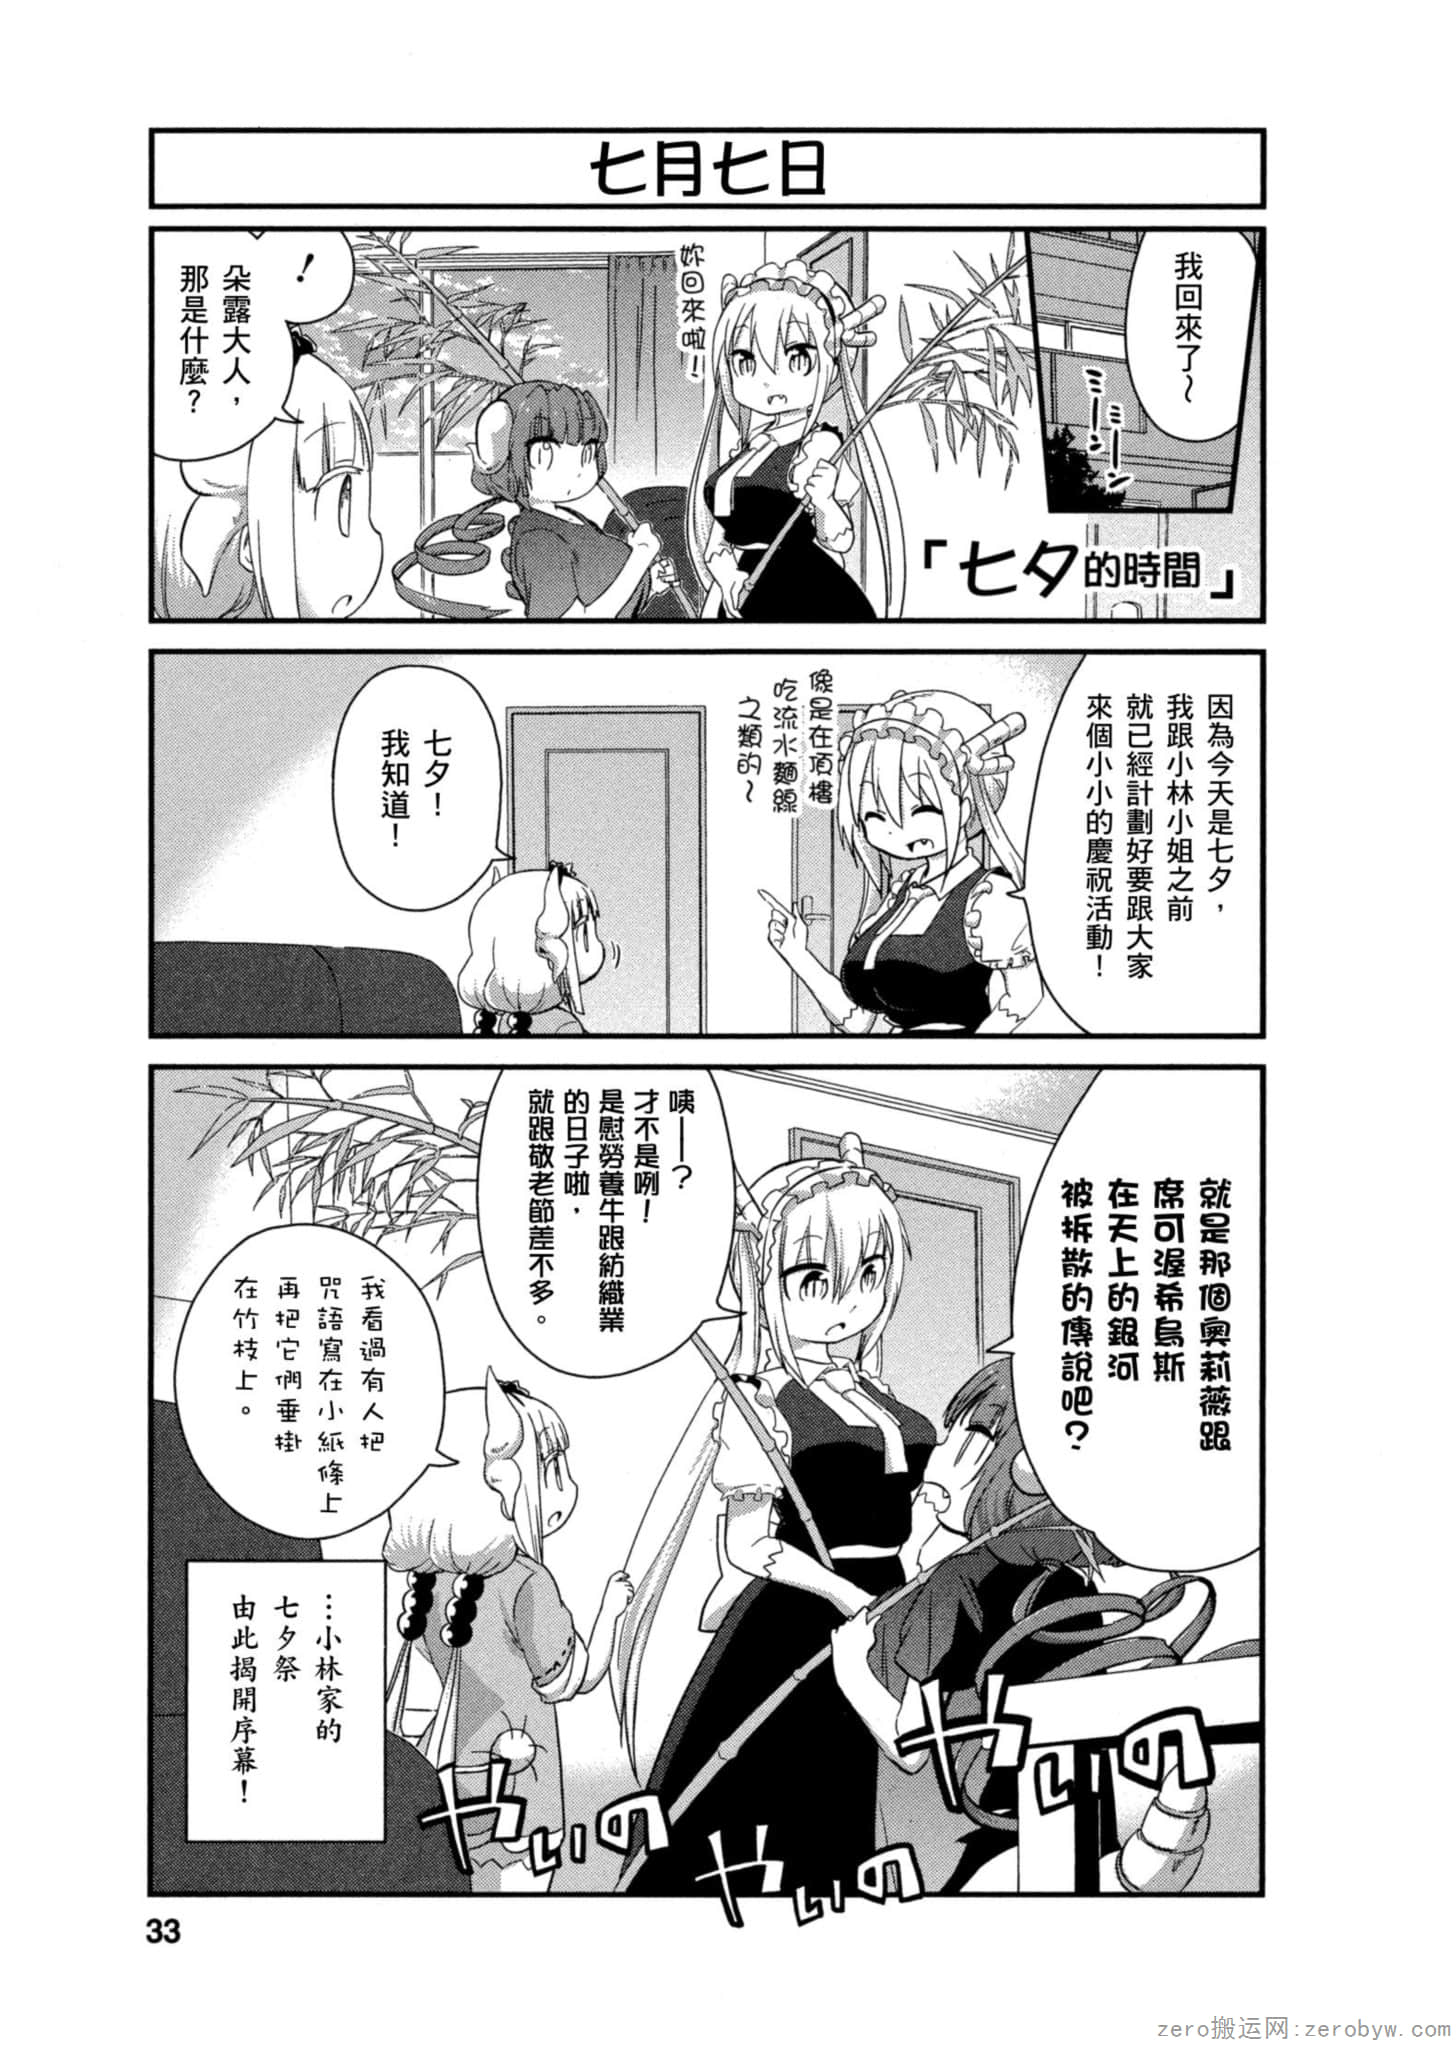 七月七日
我回來了～
ミーン
ミーン
妳回來啦！
「七夕的時間」
！
朵露大人，
那是什麼？
因為今天是七夕，
我跟小林小姐之前
就已經計劃好要跟大家
來個小小的慶祝活動！
像是在頂樓
吃流水麵線
之類的～
七夕！
我知道！
就是那個奧莉薇跟
席可渥希烏斯
在天上的銀河
被拆散的傳說吧？
咦──？
才不是咧！
是慰勞養牛跟紡織業
的日子啦，
就跟敬老節差不多。
我看過有人把
咒語寫在小紙條上
再把它們垂掛
在竹枝上。
やいの
やいの
やいの
…小林家的
七夕祭
由此揭開序幕！
33
zero搬运网:zerobyw.com